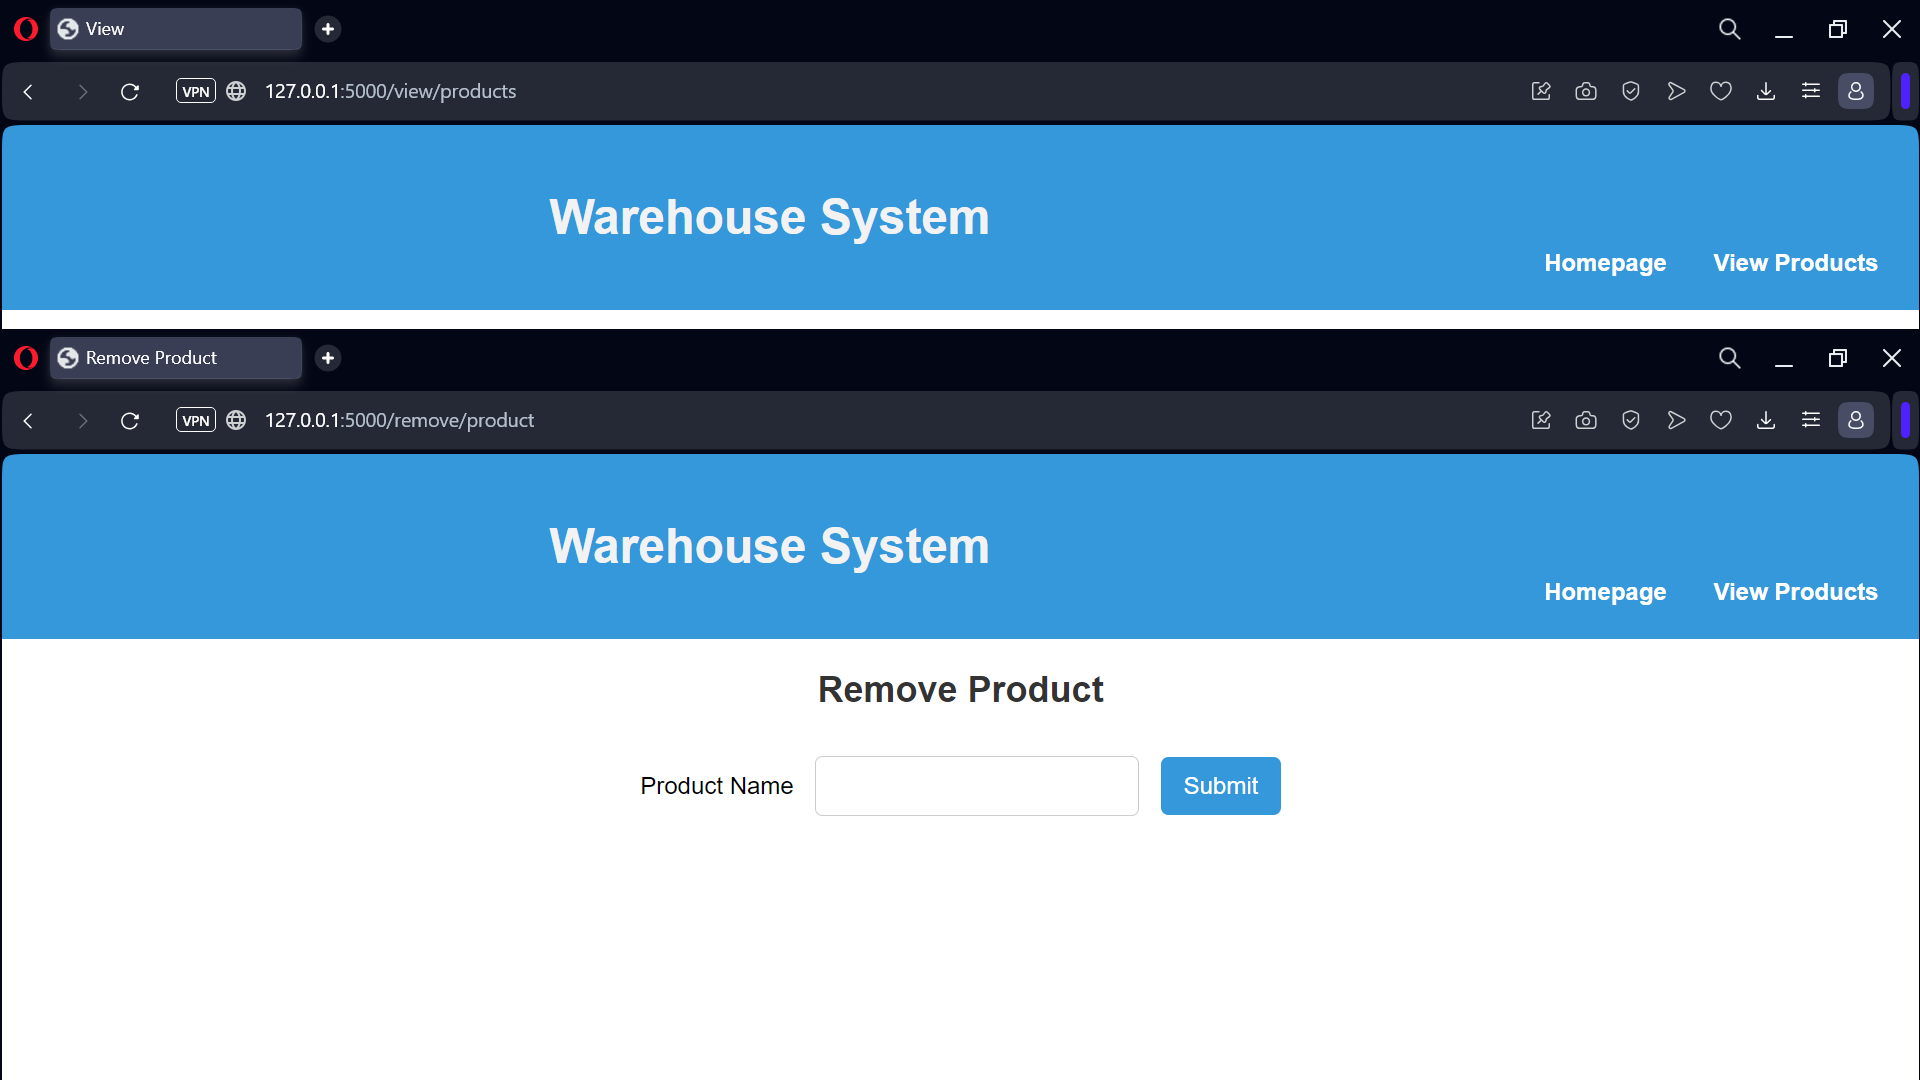 View
VPN 127.0.0.1:5000/view/products
Warehouse System
Homepage View Products
Remove Product
VPN 127.0.0.1:5000/remove/product
Warehouse System
Homepage View Products
Remove Product
Product Name Submit